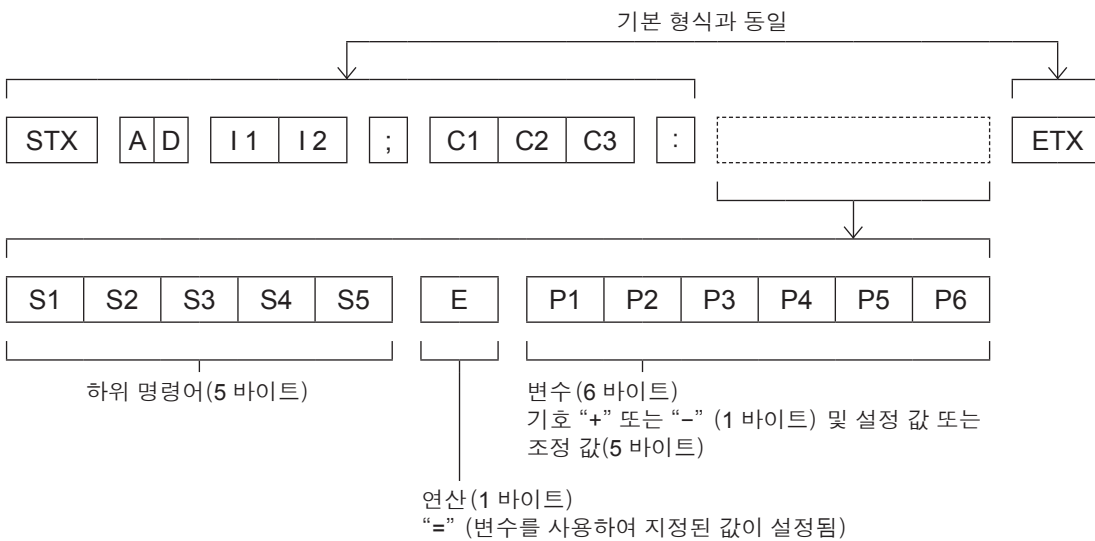 기본 형식과 동일
STX A D I 1 I 2 ; C1 C2 C3 : ETX
S1 S2 S3 S4 S5 E P1 P2 P3 P4 P5 P6
하위 명령어(5 바이트)
변수(6 바이트)
기호 “+” 또는 “−” (1 바이트) 및 설정 값 또는
조정 값(5 바이트)
연산(1 바이트)
“=” (변수를 사용하여 지정된 값이 설정됨)